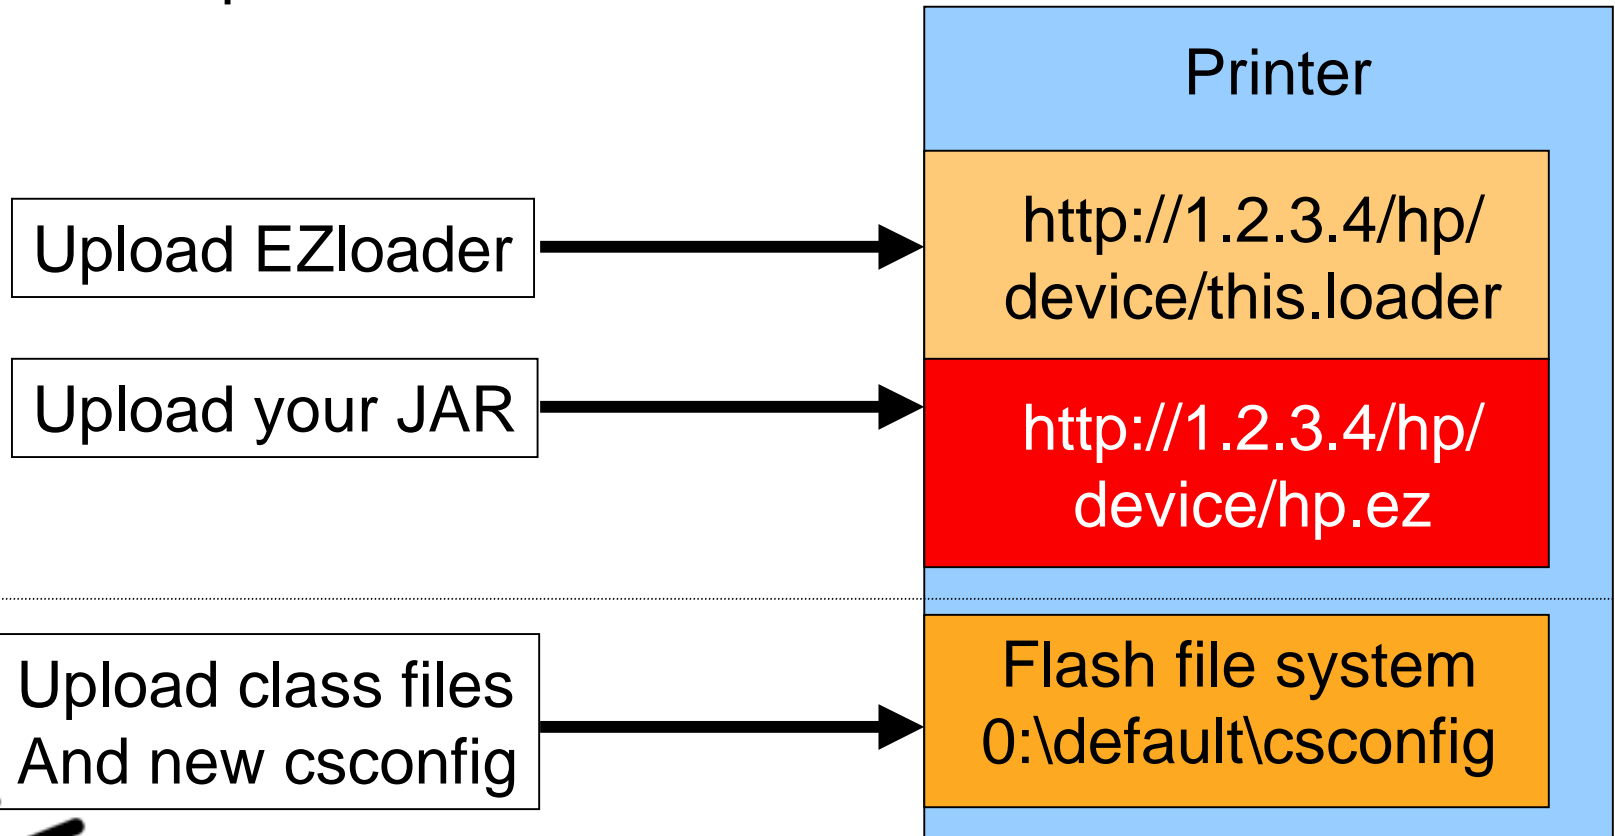 Printer
Upload EZloader
http://1.2.3.4/hp/
device/this.loader
Upload your JAR
http://1.2.3.4/hp/
device/hp.ez
Upload class files
And new csconfig
Flash file system
0:\default\csconfig